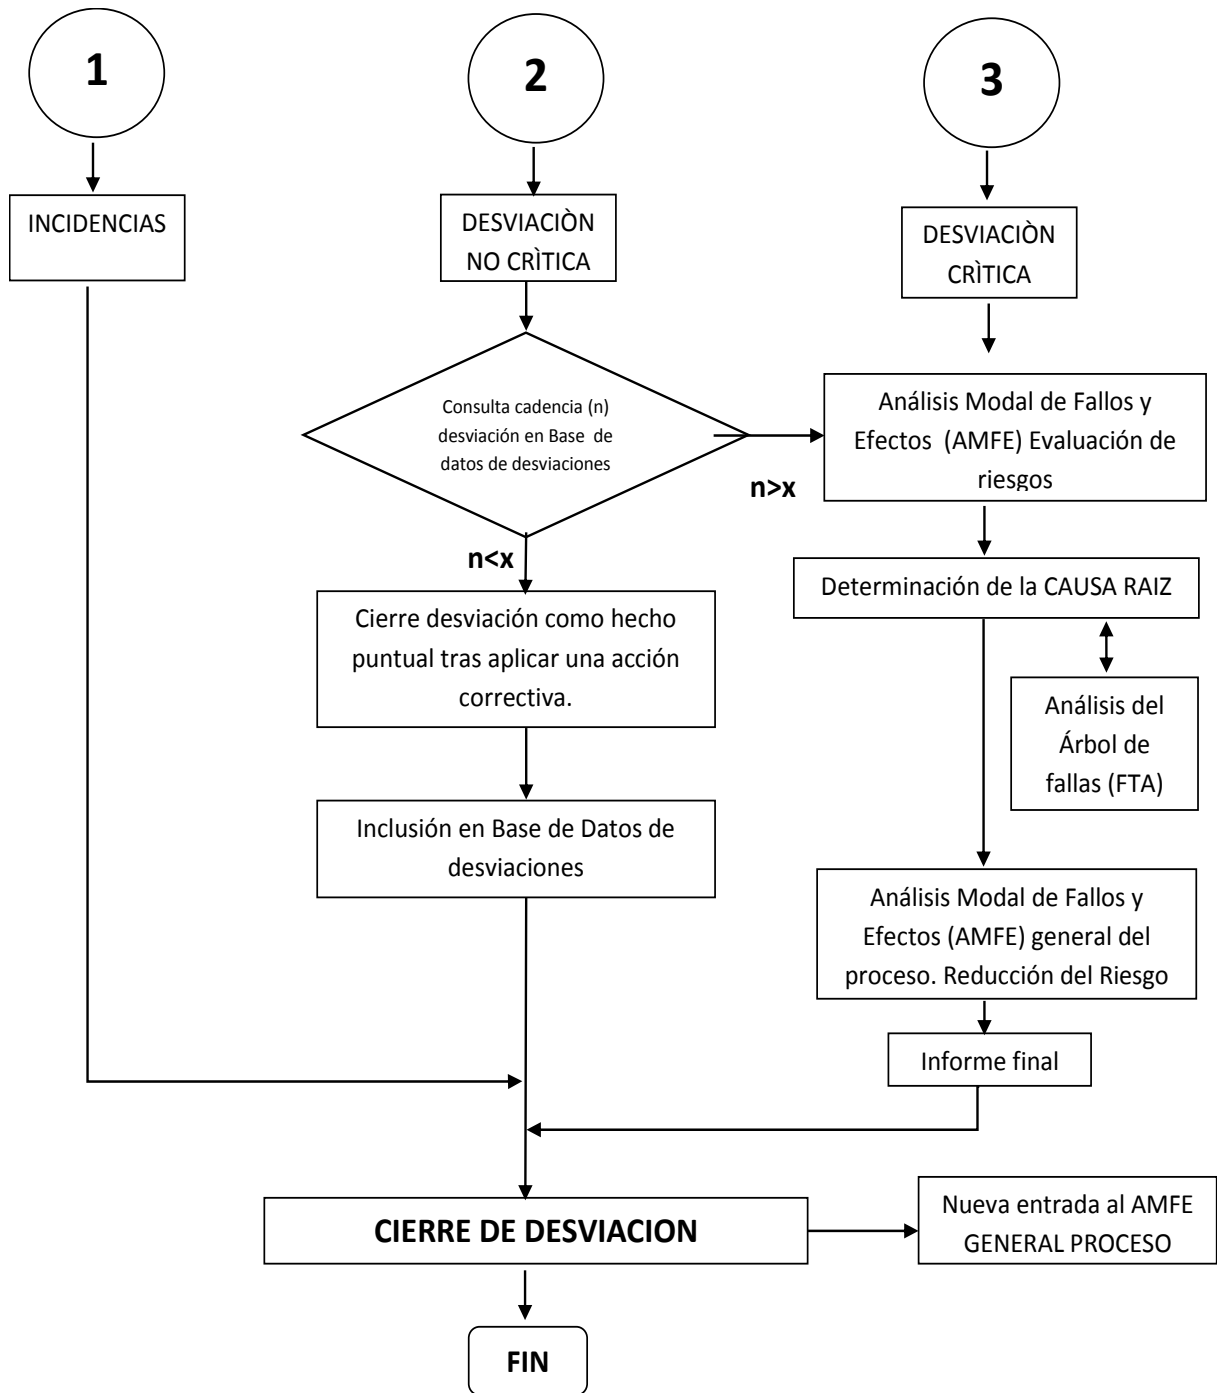 1
2
3
INCIDENCIAS
DESVIACIÒN
NO CRÌTICA
DESVIACIÒN
CRÌTICA
Consulta cadencia (n)
desviación en Base de
datos de desviaciones
n>x
n<x
Análisis Modal de Fallos y
Efectos (AMFE) Evaluación de
riesgos
Determinación de la CAUSA RAIZ
Cierre desviación como hecho
puntual tras aplicar una acción
correctiva.
Análisis del
Árbol de
fallas (FTA)
Inclusión en Base de Datos de
desviaciones
Análisis Modal de Fallos y
Efectos (AMFE) general del
proceso. Reducción del Riesgo
Informe final
CIERRE DE DESVIACION
Nueva entrada al AMFE
GENERAL PROCESO
FIN